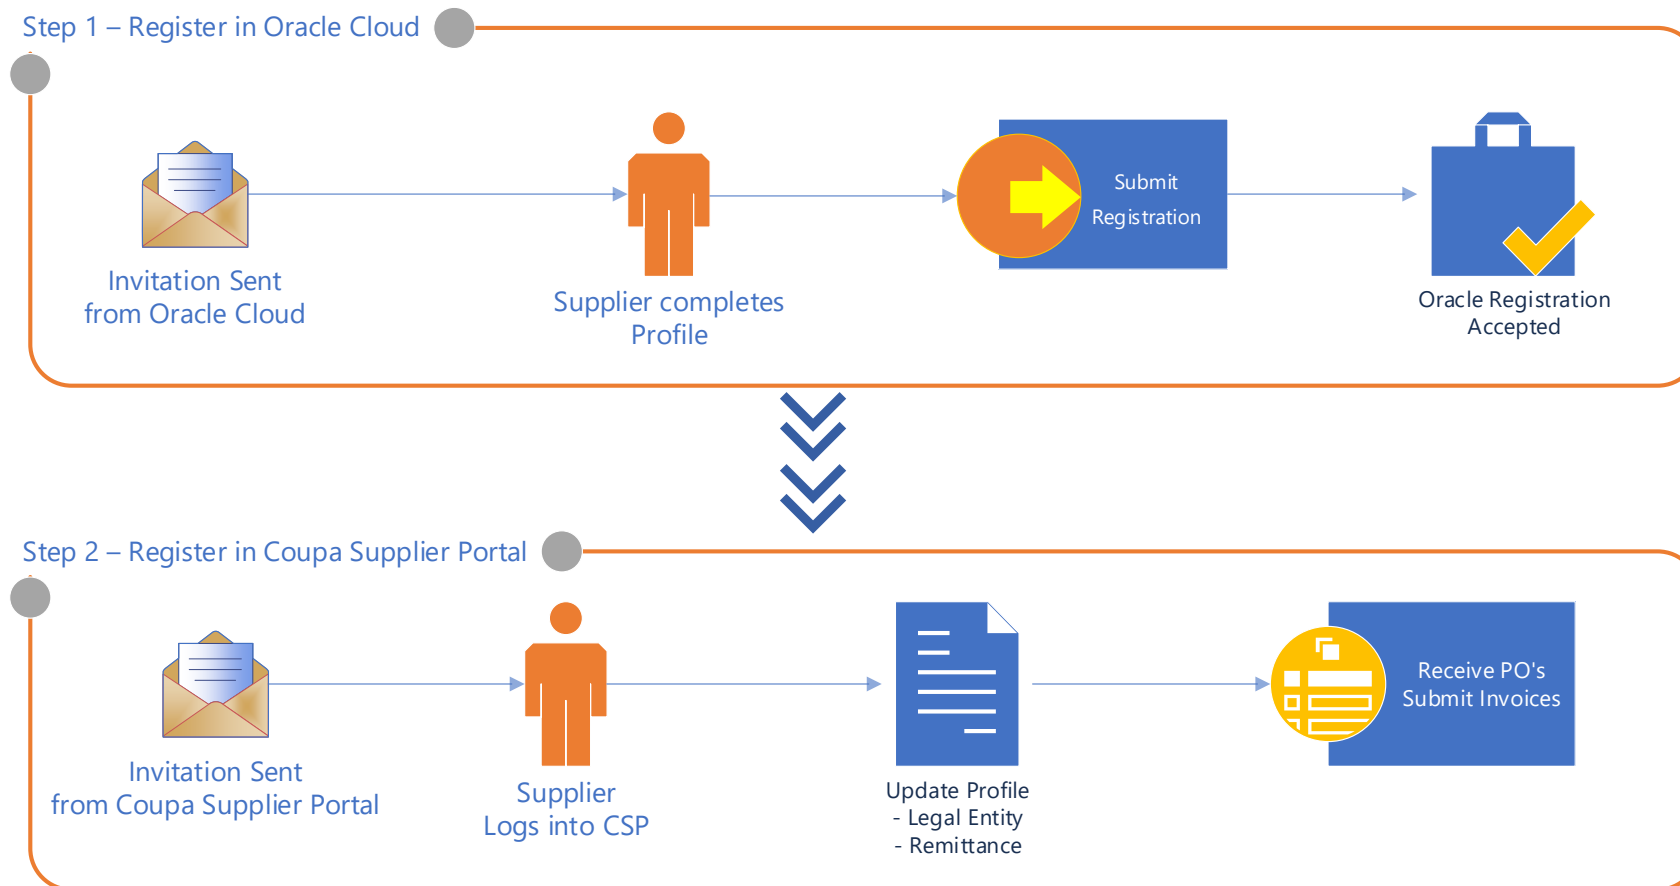 Step 1 – Register in Oracle Cloud
Invitation Sent
from Oracle Cloud
Supplier completes
Profile
Submit
Registration
Oracle Registration
Accepted
Step 2 – Register in Coupa Supplier Portal
Invitation Sent
from Coupa Supplier Portal
Supplier
Logs into CSP
Update Profile
- Legal Entity
- Remittance
Receive PO's
Submit Invoices